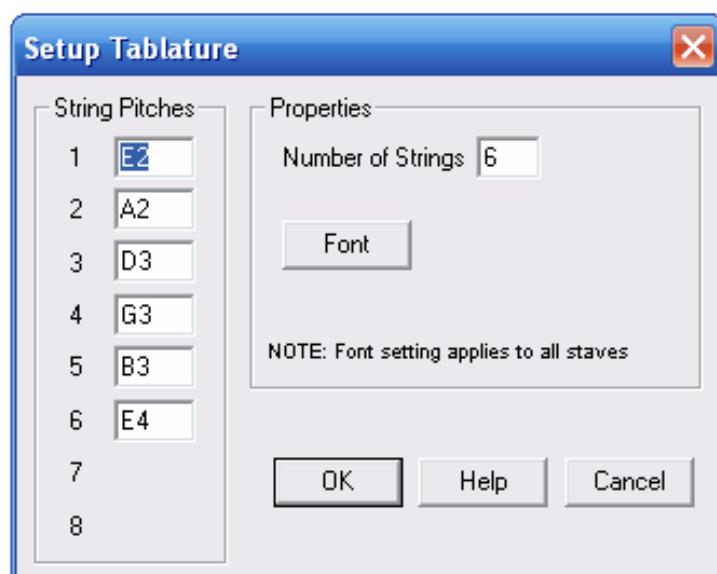 Setup Tablature
String Pitches
1 E2
2 A2
3 D3
4 G3
5 B3
6 E4
7
8
Properties
Number of Strings 6
Font
NOTE: Font setting applies to all staves
OK Help Cancel